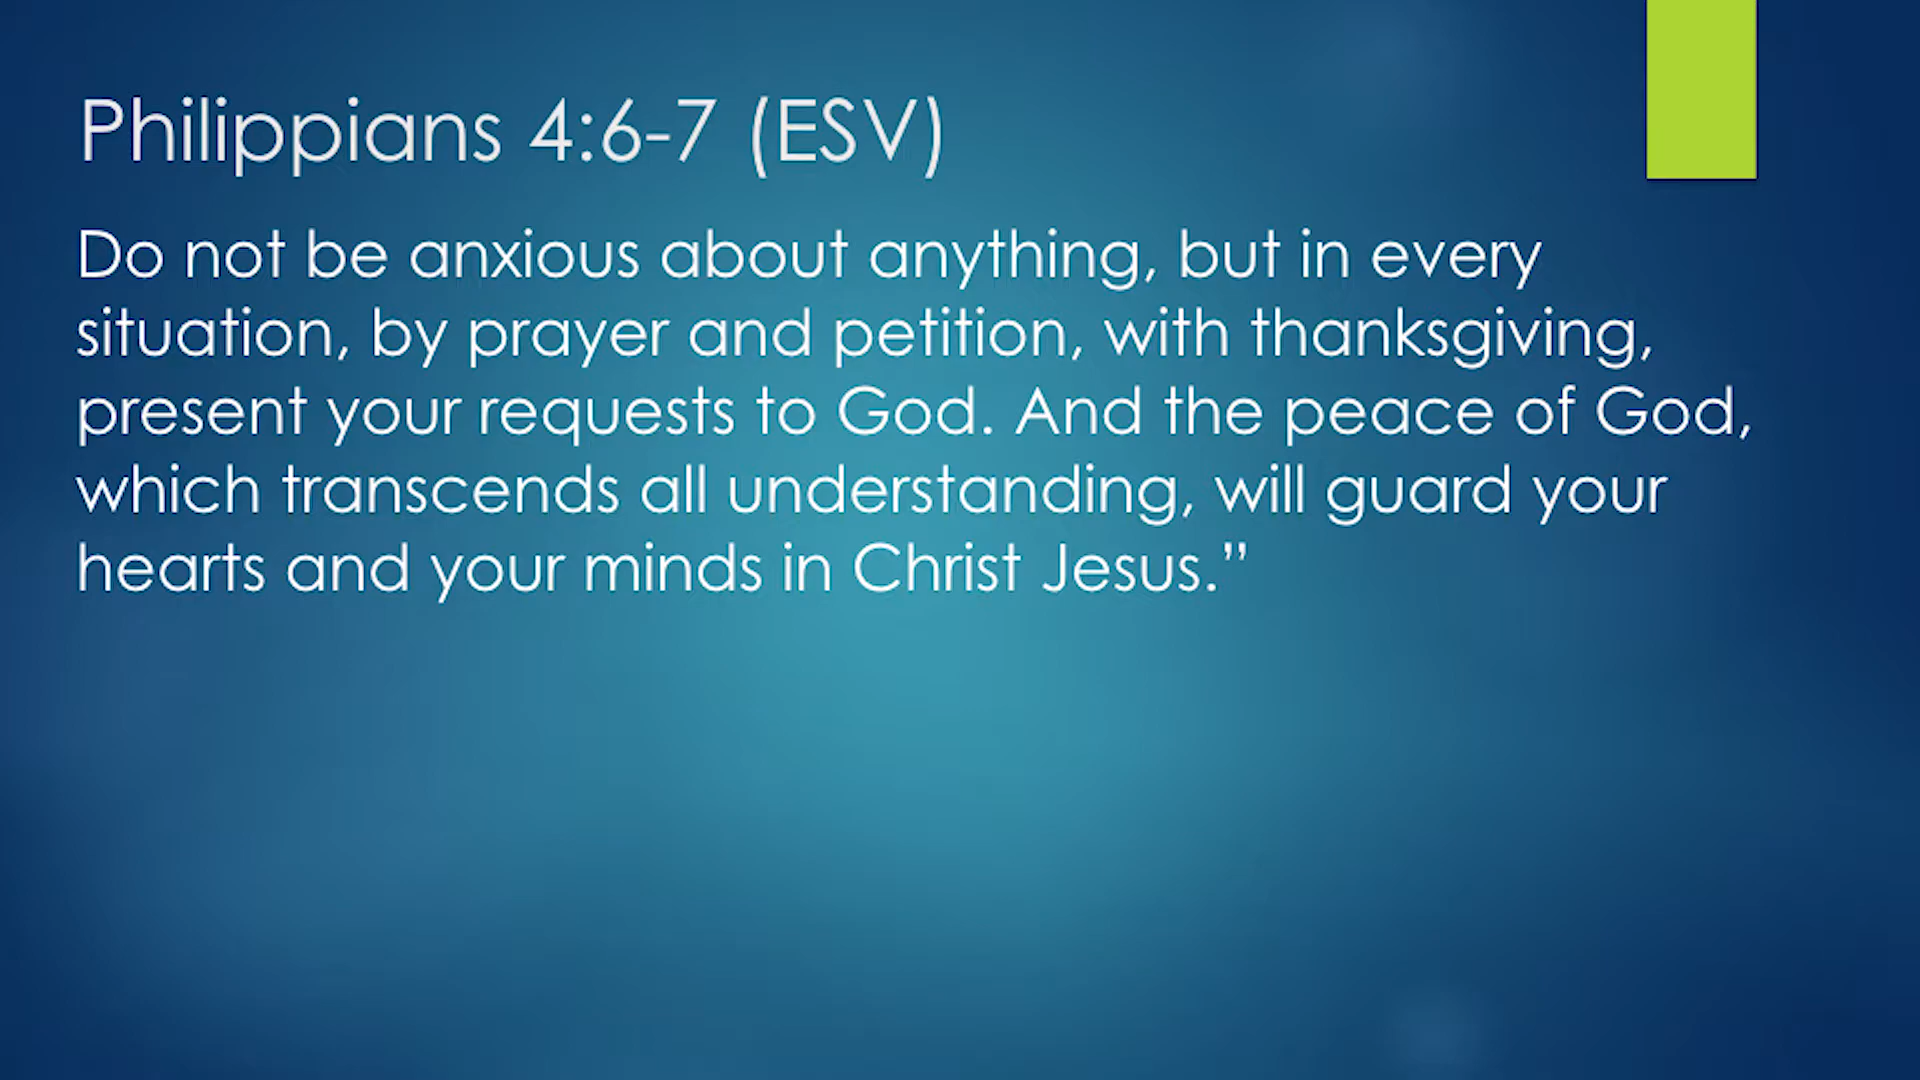 Philippians 4:6-7 (ESV)
Do not be anxious about anything, but in every
situation, by prayer and petition, with thanksgiving,
present your requests to God. And the peace of God,
which transcends all understanding, will guard your
hearts and your minds in Christ Jesus.”